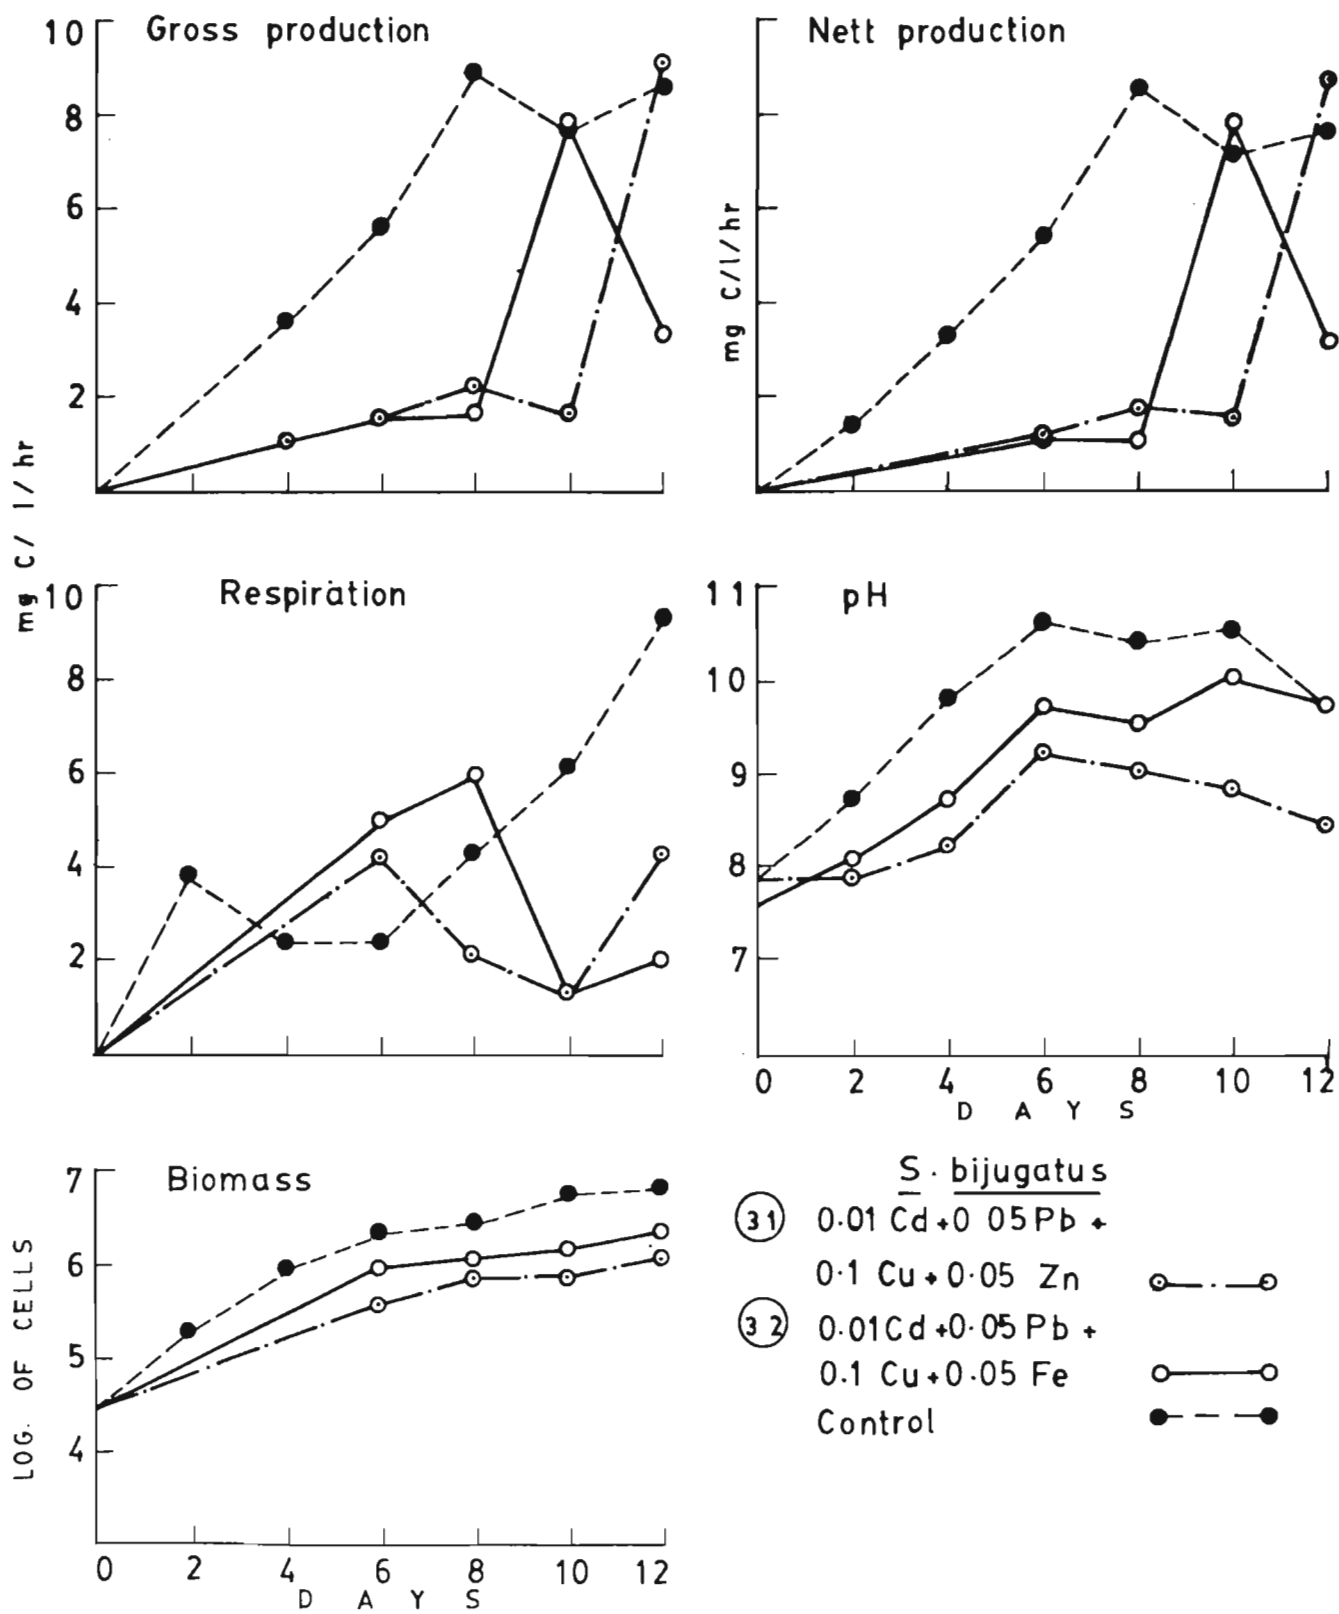 Gross production
10
8
6
4
2
mg C/ l/hr
Nett production
mg C/l/hr
Respiration
10
8
6
4
2
pH
11
10
9
8
7
0 2 4 6 8 10 12
D A Y S
Biomass
7
6
5
4
LOG. OF CELLS
0 2 4 6 8 10 12
D A Y S
S. bijugatus
31 0.01 Cd+0 05 Pb +
0.1 Cu+0.05 Zn
32 0.01Cd+0.05 Pb +
0.1 Cu+0.05 Fe
Control